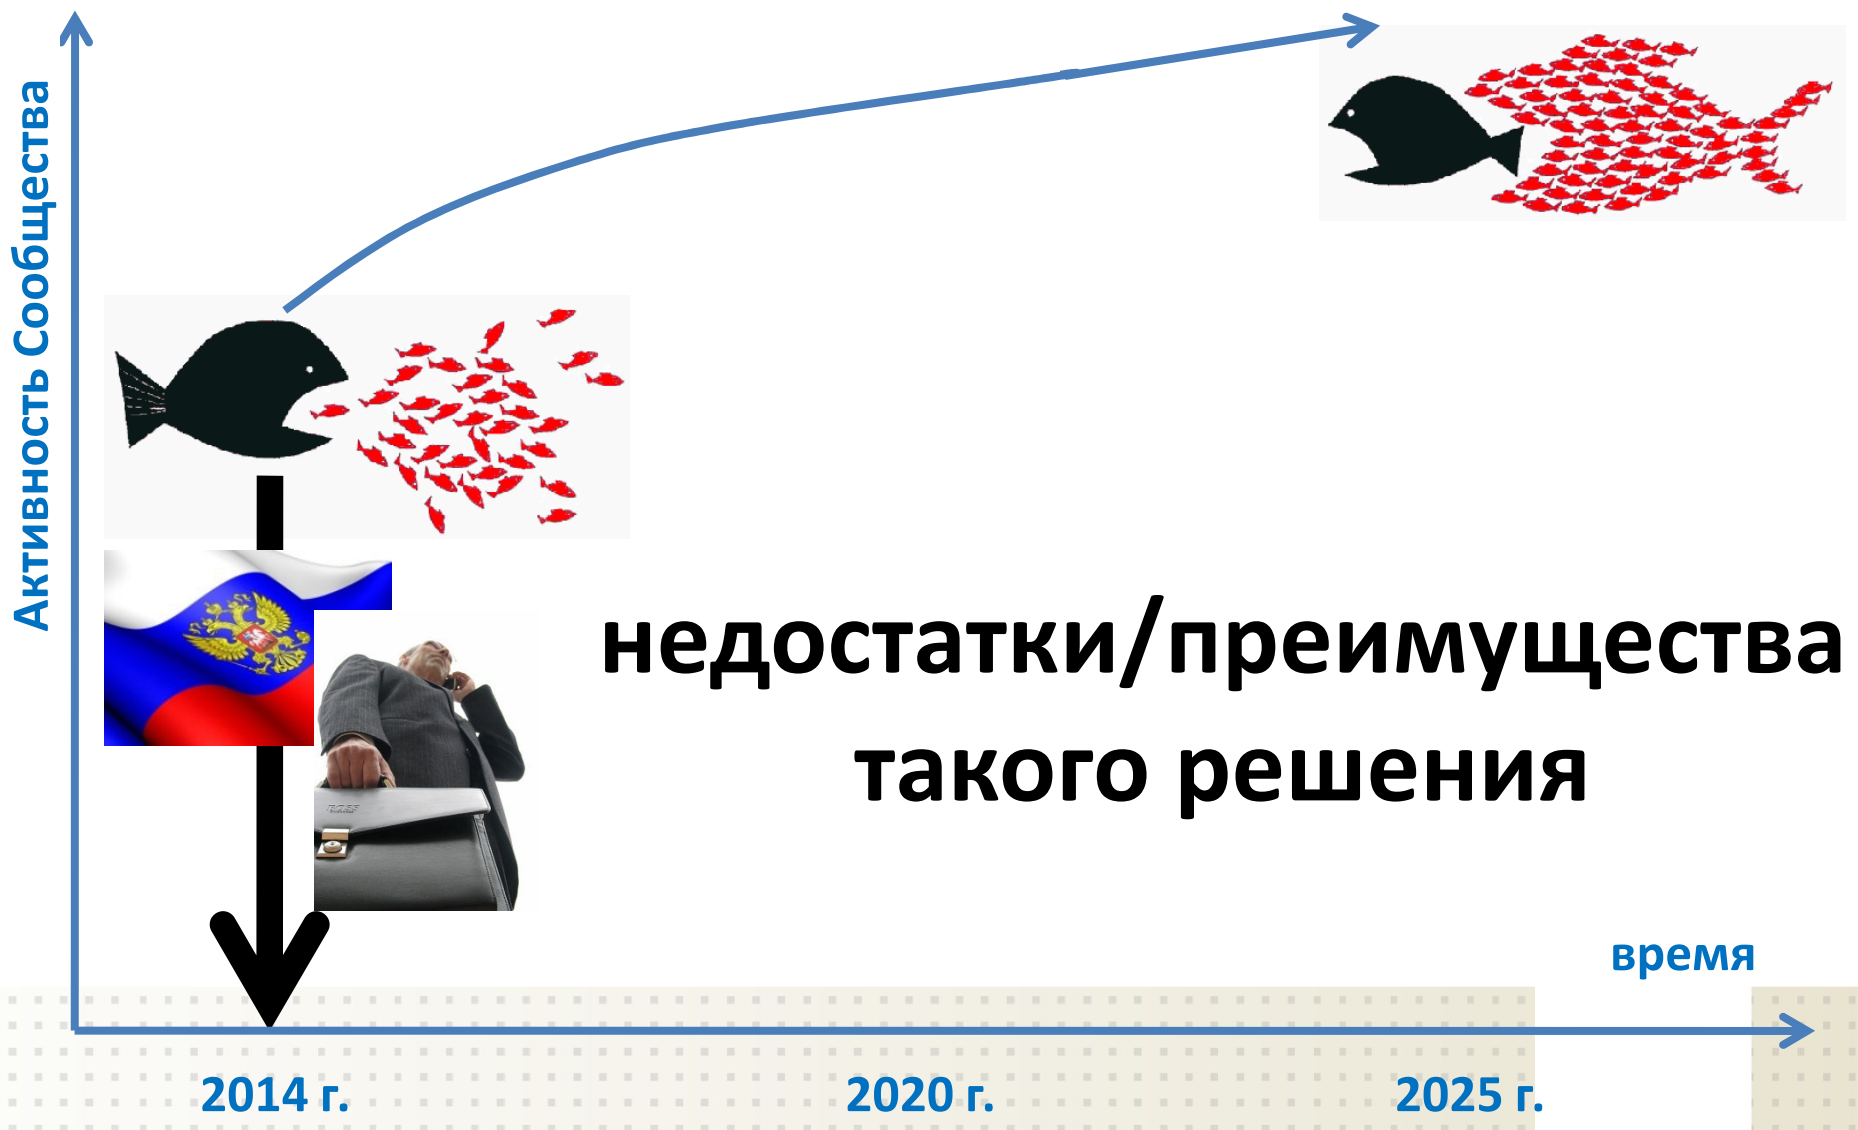 Активность Сообщества
недостатки/преимущества
такого решения
время
2014 г.
2020 г.
2025 г.